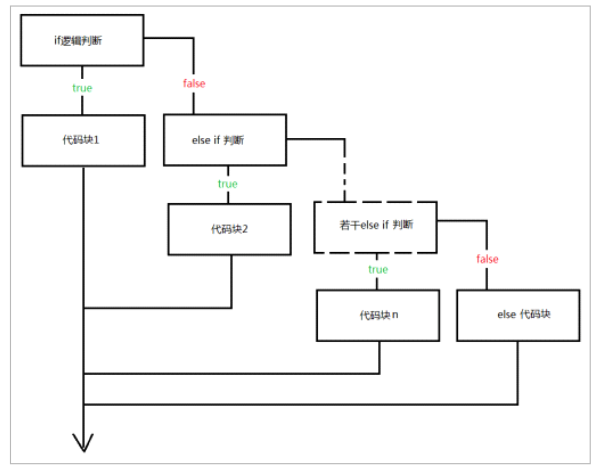 if逻辑判断
true
false
代码块1
else if 判断
true
代码块2
若干else if 判断
false
true
代码块n
else 代码块